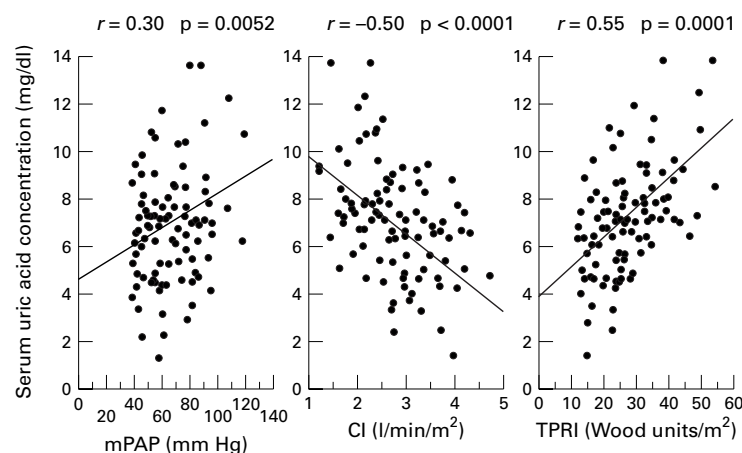 r = 0.30 p = 0.0052
r = –0.50 p < 0.0001
r = 0.55 p = 0.0001
Serum uric acid concentration (mg/dl)
14
12
10
8
6
4
2
0
0 20 40 60 80 100 120 140
mPAP (mm Hg)
14
12
10
8
6
4
2
0
1 2 3 4 5
CI (l/min/m²)
14
12
10
8
6
4
2
0
0 10 20 30 40 50 60
TPRI (Wood units/m²)